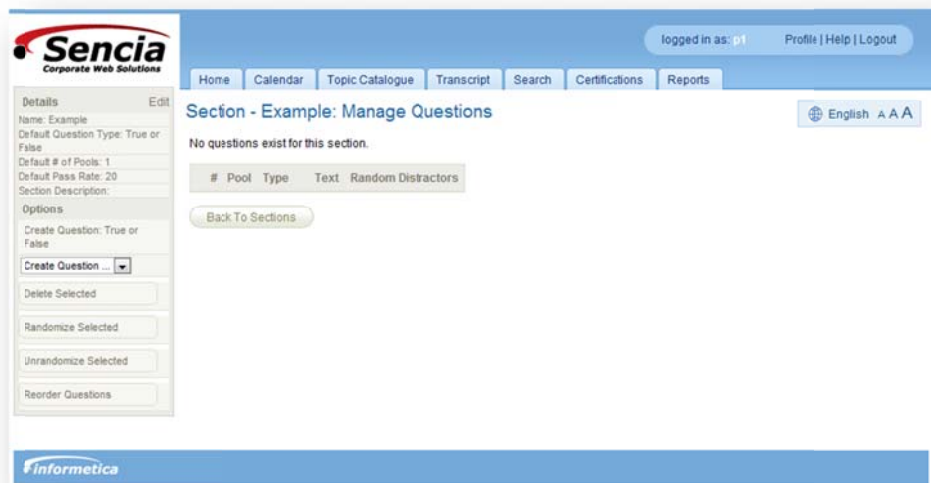 Sencia
Corporate Web Solutions
logged in as: p1
Profile | Help | Logout
Home
Calendar
Topic Catalogue
Transcript
Search
Certifications
Reports
Details
Edit
Name: Example
Default Question Type: True or
False
Default # of Pools: 1
Default Pass Rate: 20
Section Description:
Options
Create Question: True or
False
Create Question ...
Delete Selected
Randomize Selected
Unrandomize Selected
Reorder Questions
Section - Example: Manage Questions
English A A A
No questions exist for this section.
# Pool Type Text Random Distractors
Back To Sections
informetica